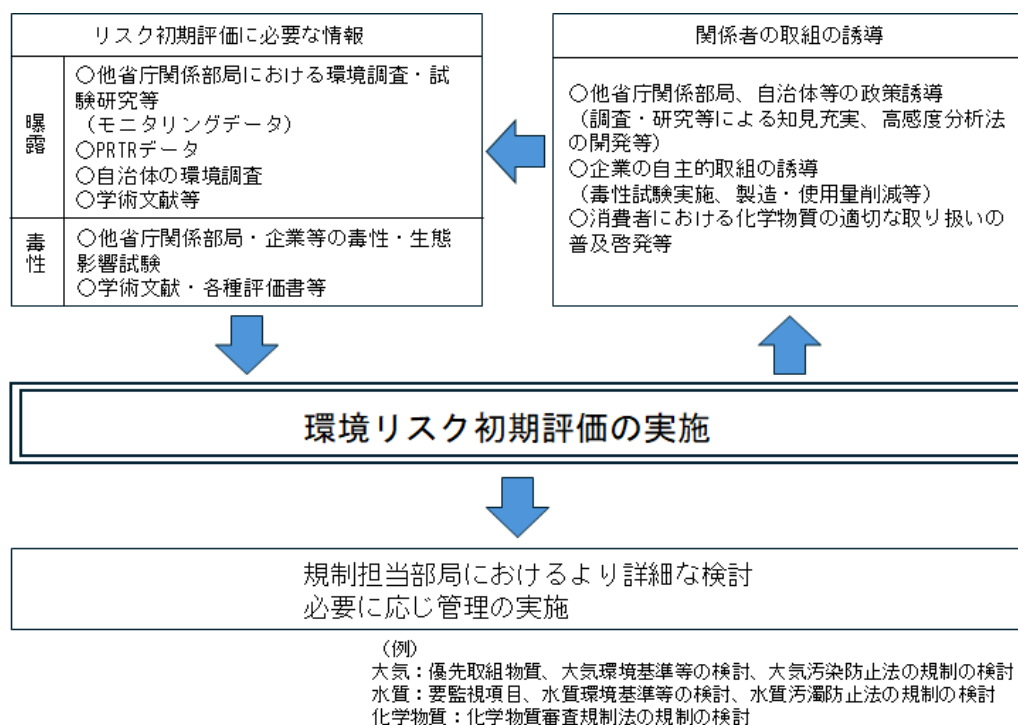 リスク初期評価に必要な情報
曝露
○他省庁関係部局における環境調査・試
験研究等
（モニタリングデータ）
○PRTRデータ
○自治体の環境調査
○学術文献等
毒性
○他省庁関係部局・企業等の毒性・生態
影響試験
○学術文献・各種評価書等
関係者の取組の誘導
○他省庁関係部局、自治体等の政策誘導
（調査・研究等による知見充実、高感度分析法
の開発等）
○企業の自主的取組の誘導
（毒性試験実施、製造・使用量削減等）
○消費者における化学物質の適切な取り扱いの
普及啓発等
環境リスク初期評価の実施
規制担当部局におけるより詳細な検討
必要に応じ管理の実施
（例）
大気：優先取組物質、大気環境基準等の検討、大気汚染防止法の規制の検討
水質：要監視項目、水質環境基準等の検討、水質汚濁防止法の規制の検討
化学物質：化学物質審査規制法の規制の検討